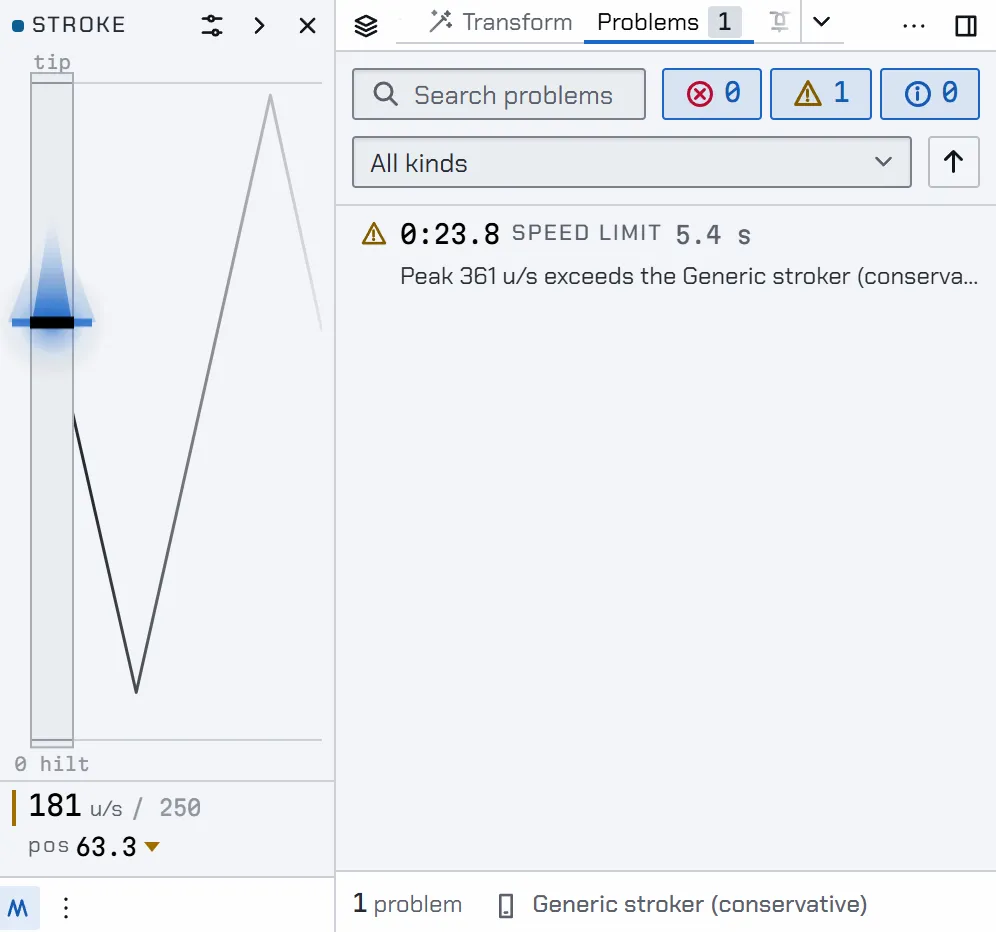 STROKE
tip
0 hilt
181 u/s / 250
pos 63.3
Transform
Problems 1
Search problems
0
1
0
All kinds
0:23.8 SPEED LIMIT 5.4 s
Peak 361 u/s exceeds the Generic stroker (conserva...
1 problem
Generic stroker (conservative)